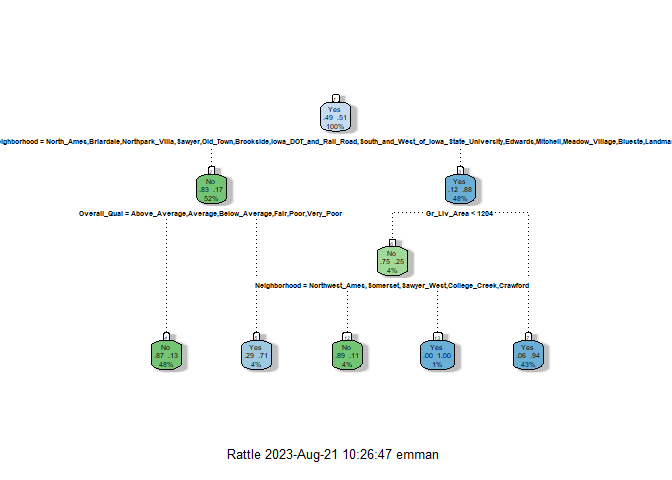 Yes
.49 .51
100%
eighborhood = North_Ames,Briardale,Northpark_Villa,Sawyer,Old_Town,Brookside,Iowa_DOT_and_Rail_Road,South_and_West_of_Iowa_State_University,Edwards,Mitchell,Meadow_Village,Blueste,Landma
No
.83 .17
52%
Yes
.12 .88
48%
Overall_Qual = Above_Average,Average,Below_Average,Fair,Poor,Very_Poor
Gr_Liv_Area < 1204
No
.75 .25
4%
Neighborhood = Northwest_Ames,Somerset,Sawyer_West,College_Creek,Crawford
No
.87 .13
48%
Yes
.29 .71
4%
No
.89 .11
4%
Yes
.00 1.00
1%
Yes
.06 .94
43%
Rattle 2023-Aug-21 10:26:47 emman